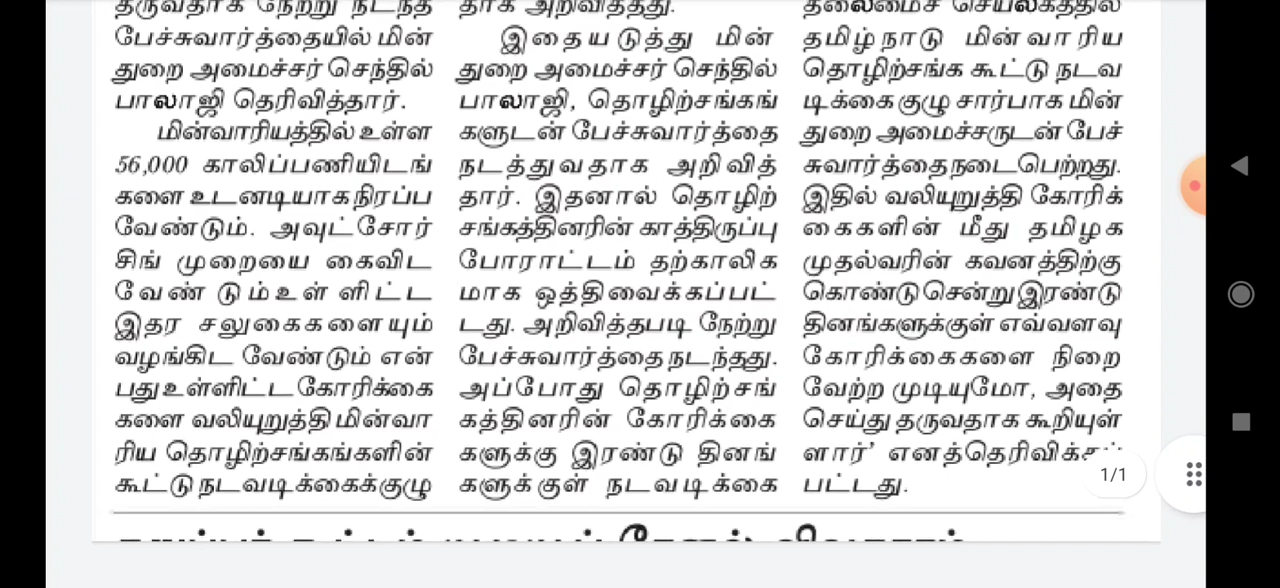 தருவதாக நேற்று நடந்த
பேச்சுவார்த்தையில் மின்
துறை அமைச்சர் செந்தில்
பாலாஜி தெரிவித்தார்.
மின்வாரியத்தில் உள்ள
56,000 காலிப்பணியிடங்
களை உடனடியாக நிரப்ப
வேண்டும். அவுட்சோர்
சிங் முறையை கைவிட
வேண்டும் உள்ளிட்ட
இதர சலுகைகளையும்
வழங்கிட வேண்டும் என்
பது உள்ளிட்ட கோரிக்கை
களை வலியுறுத்தி மின்வா
ரிய தொழிற்சங்கங்களின்
கூட்டு நடவடிக்கைக்குழு
தாக அறிவித்தது.
இதையடுத்து மின்
துறை அமைச்சர் செந்தில்
பாலாஜி, தொழிற்சங்கங்
களுடன் பேச்சுவார்த்தை
நடத்துவதாக அறிவித்
தார். இதனால் தொழிற்
சங்கத்தினரின் காத்திருப்பு
போராட்டம் தற்காலிக
மாக ஒத்திவைக்கப்பட்
டது. அறிவித்தபடி நேற்று
பேச்சுவார்த்தை நடந்தது.
அப்போது தொழிற்சங்
கத்தினரின் கோரிக்கை
களுக்கு இரண்டு தினங்
களுக்குள் நடவடிக்கை
தலைமைச் செயலகத்தில்
தமிழ்நாடு மின்வாரிய
தொழிற்சங்க கூட்டு நடவ
டிக்கை குழு சார்பாக மின்
துறை அமைச்சருடன் பேச்
சுவார்த்தை நடைபெற்றது.
இதில் வலியுறுத்தி கோரிக்
கைகளின் மீது தமிழக
முதல்வரின் கவனத்திற்கு
கொண்டு சென்று இரண்டு
தினங்களுக்குள் எவ்வளவு
கோரிக்கைகளை நிறை
வேற்ற முடியுமோ, அதை
செய்து தருவதாக கூறியுள்
ளார்’ எனத்தெரிவிக்கப்
பட்டது.
1/1